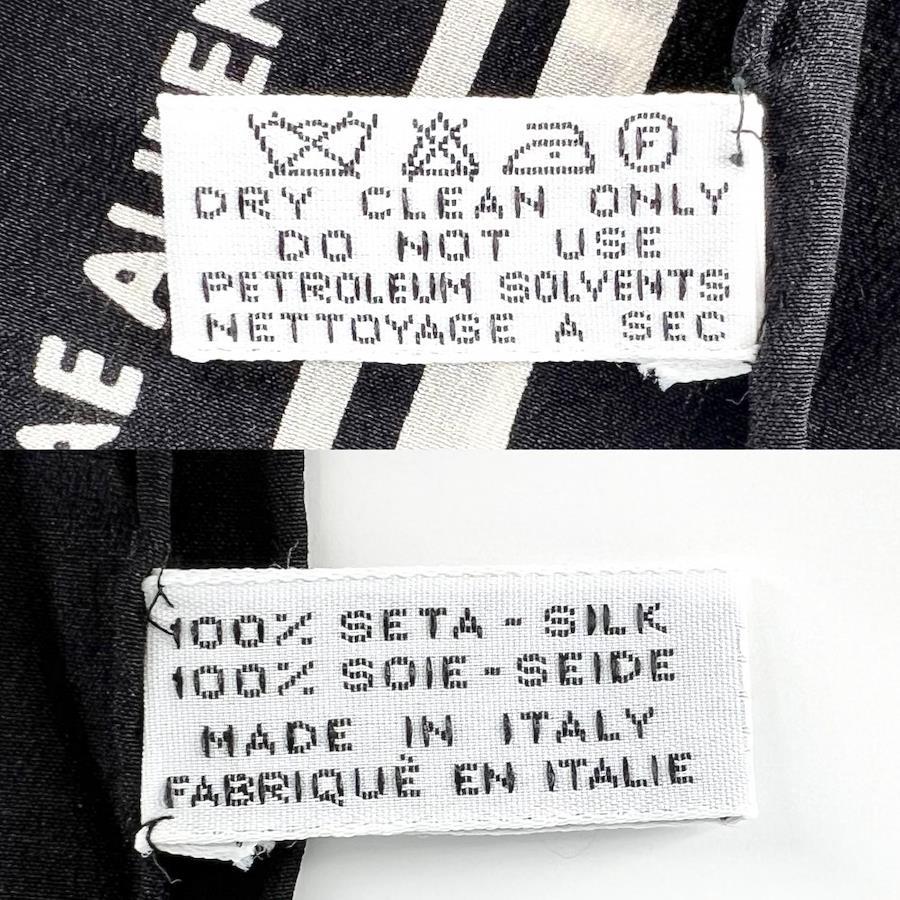 DRY CLEAN ONLY
DO NOT USE
PETROLEUM SOLVENTS
NETTOYAGE A SEC
F
100% SETA - SILK
100% SOIE - SEIDE
MADE IN ITALY
FABRIQUÉ EN ITALIE